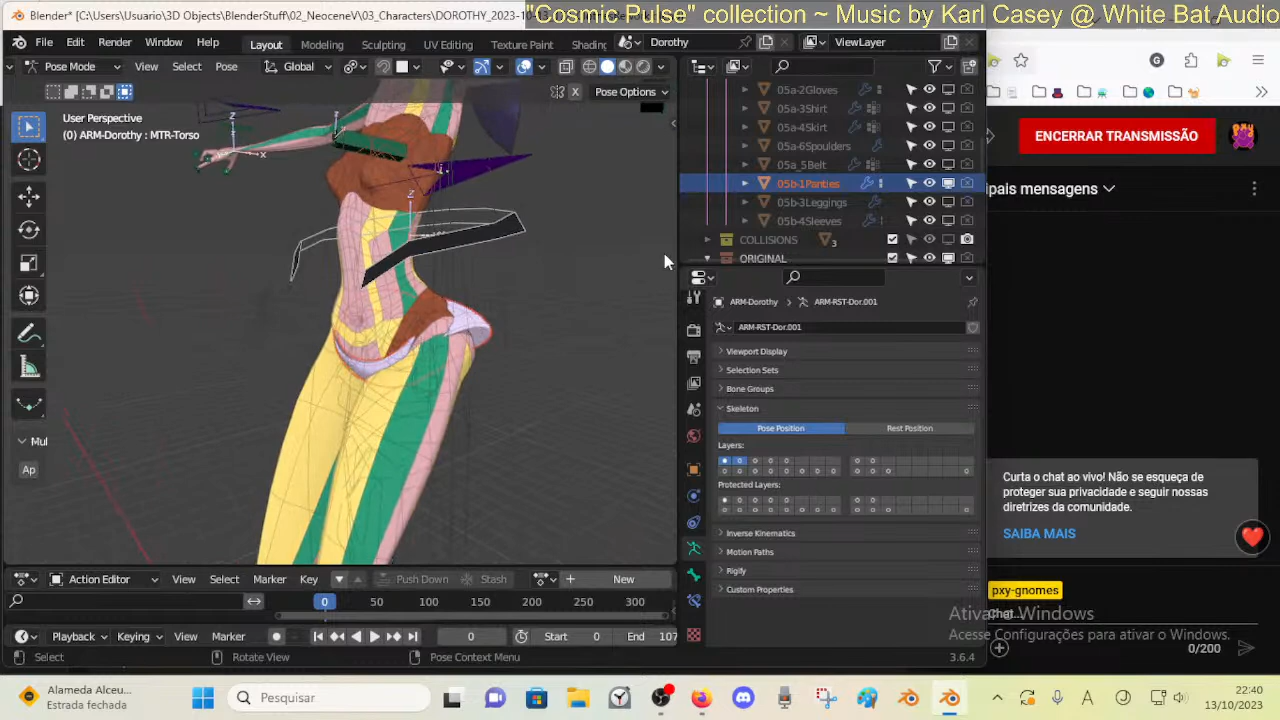 Blender* [C:\Users\Usuario\3D Objects\BlenderStuff\02_NeoceneV\03_Characters\DOROTHY_2023-10-13
"Cosmic Pulse" collection ~ Music by Karl Casey @ White Bat Audio
File Edit Render Window Help
Layout Modeling Sculpting UV Editing Texture Paint Shading
Dorothy
ViewLayer
Pose Mode View Select Pose
Global
Pose Options
User Perspective
(0) ARM-Dorothy : MTR-Torso
X
Z
Z
Z
x
Mul
Ap
05a-2Gloves
05a-3Shirt
05a-4Skirt
05a-6Spoulders
05a_5Belt
05b-1Panties
05b-3Leggings
05b-4Sleeves
COLLISIONS 3
ORIGINAL
ARM-Dorothy > ARM-RST-Dor.001
ARM-RST-Dor.001
Viewport Display
Selection Sets
Bone Groups
Skeleton
Pose Position Rest Position
Layers:
Protected Layers:
Inverse Kinematics
Motion Paths
Rigify
Custom Properties
Action Editor View Select Marker Key
Push Down Stash
New
0 50 100 150 200 250 300
Playback Keying View Marker
0
Start 0 End 107
Select Rotate View Pose Context Menu
3.6.4
G
ENCERRAR TRANSMISSÃO
ipais mensagens
Curta o chat ao vivo! Não se esqueça de
proteger sua privacidade e seguir nossas
diretrizes da comunidade.
SAIBA MAIS
pxy-gnomes
Chat...
0/200
Ativar o Windows
Acesse Configurações para ativar o Windows.
Alameda Alceu...
Estrada fechada
Pesquisar
22:40
13/10/2023